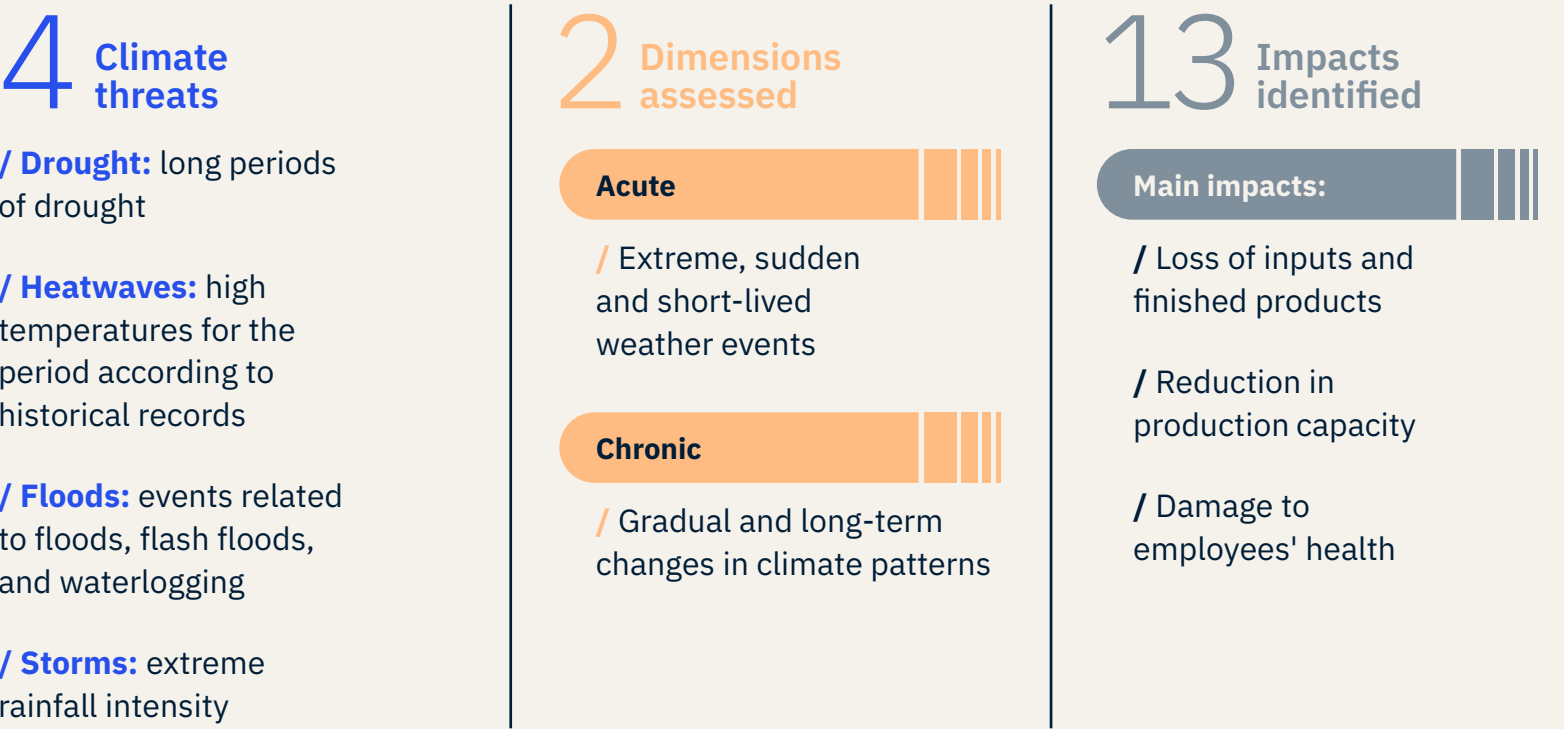 4 Climate
threats
/ Drought: long periods
of drought
/ Heatwaves: high
temperatures for the
period according to
historical records
/ Floods: events related
to floods, flash floods,
and waterlogging
/ Storms: extreme
rainfall intensity
2 Dimensions
assessed
Acute
/ Extreme, sudden
and short-lived
weather events
Chronic
/ Gradual and long-term
changes in climate patterns
13 Impacts
identified
Main impacts:
/ Loss of inputs and
finished products
/ Reduction in
production capacity
/ Damage to
employees' health